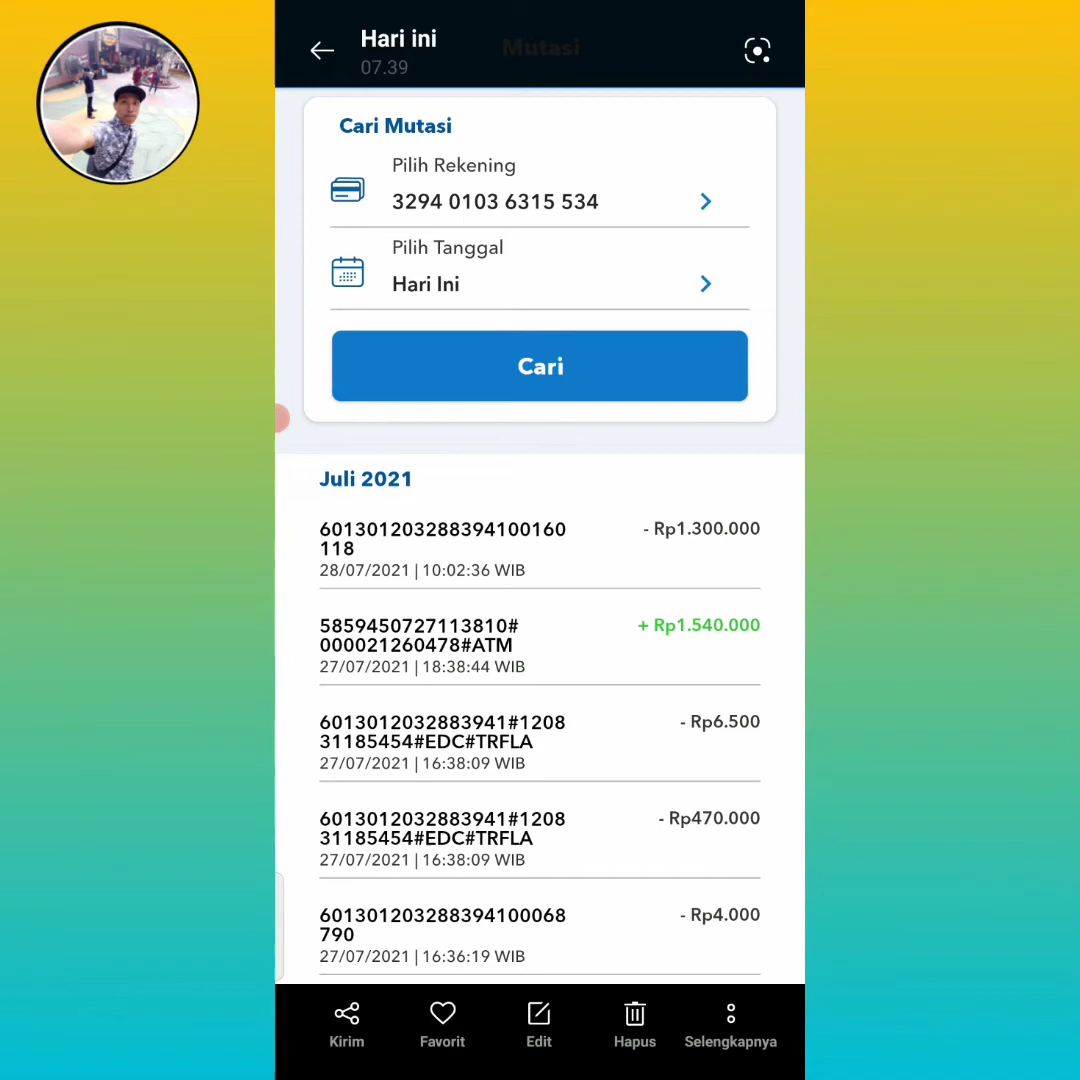 Hari ini
Mutasi
07.39
Cari Mutasi
Pilih Rekening
3294 0103 6315 534
Pilih Tanggal
Hari Ini
Cari
Juli 2021
601301203288394100160 - Rp1.300.000
118
28/07/2021 | 10:02:36 WIB
5859450727113810# + Rp1.540.000
000021260478#ATM
27/07/2021 | 18:38:44 WIB
6013012032883941#1208 - Rp6.500
31185454#EDC#TRFLA
27/07/2021 | 16:38:09 WIB
6013012032883941#1208 - Rp470.000
31185454#EDC#TRFLA
27/07/2021 | 16:38:09 WIB
601301203288394100068 - Rp4.000
790
27/07/2021 | 16:36:19 WIB
Kirim Favorit Edit Hapus Selengkapnya